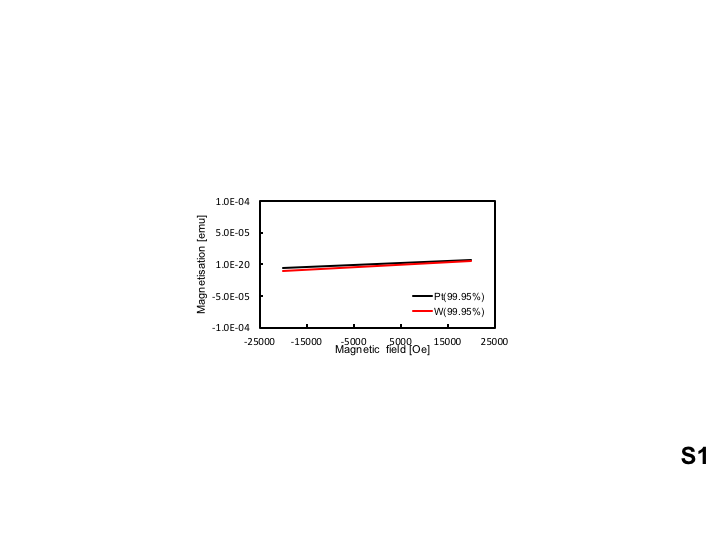 1.0E-04
5.0E-05
1.0E-20
-5.0E-05
-1.0E-04
Magnetisation [emu]
Pt(99.95%)
W(99.95%)
-25000 -15000 -5000 5000 15000 25000
Magnetic field [Oe]
S1